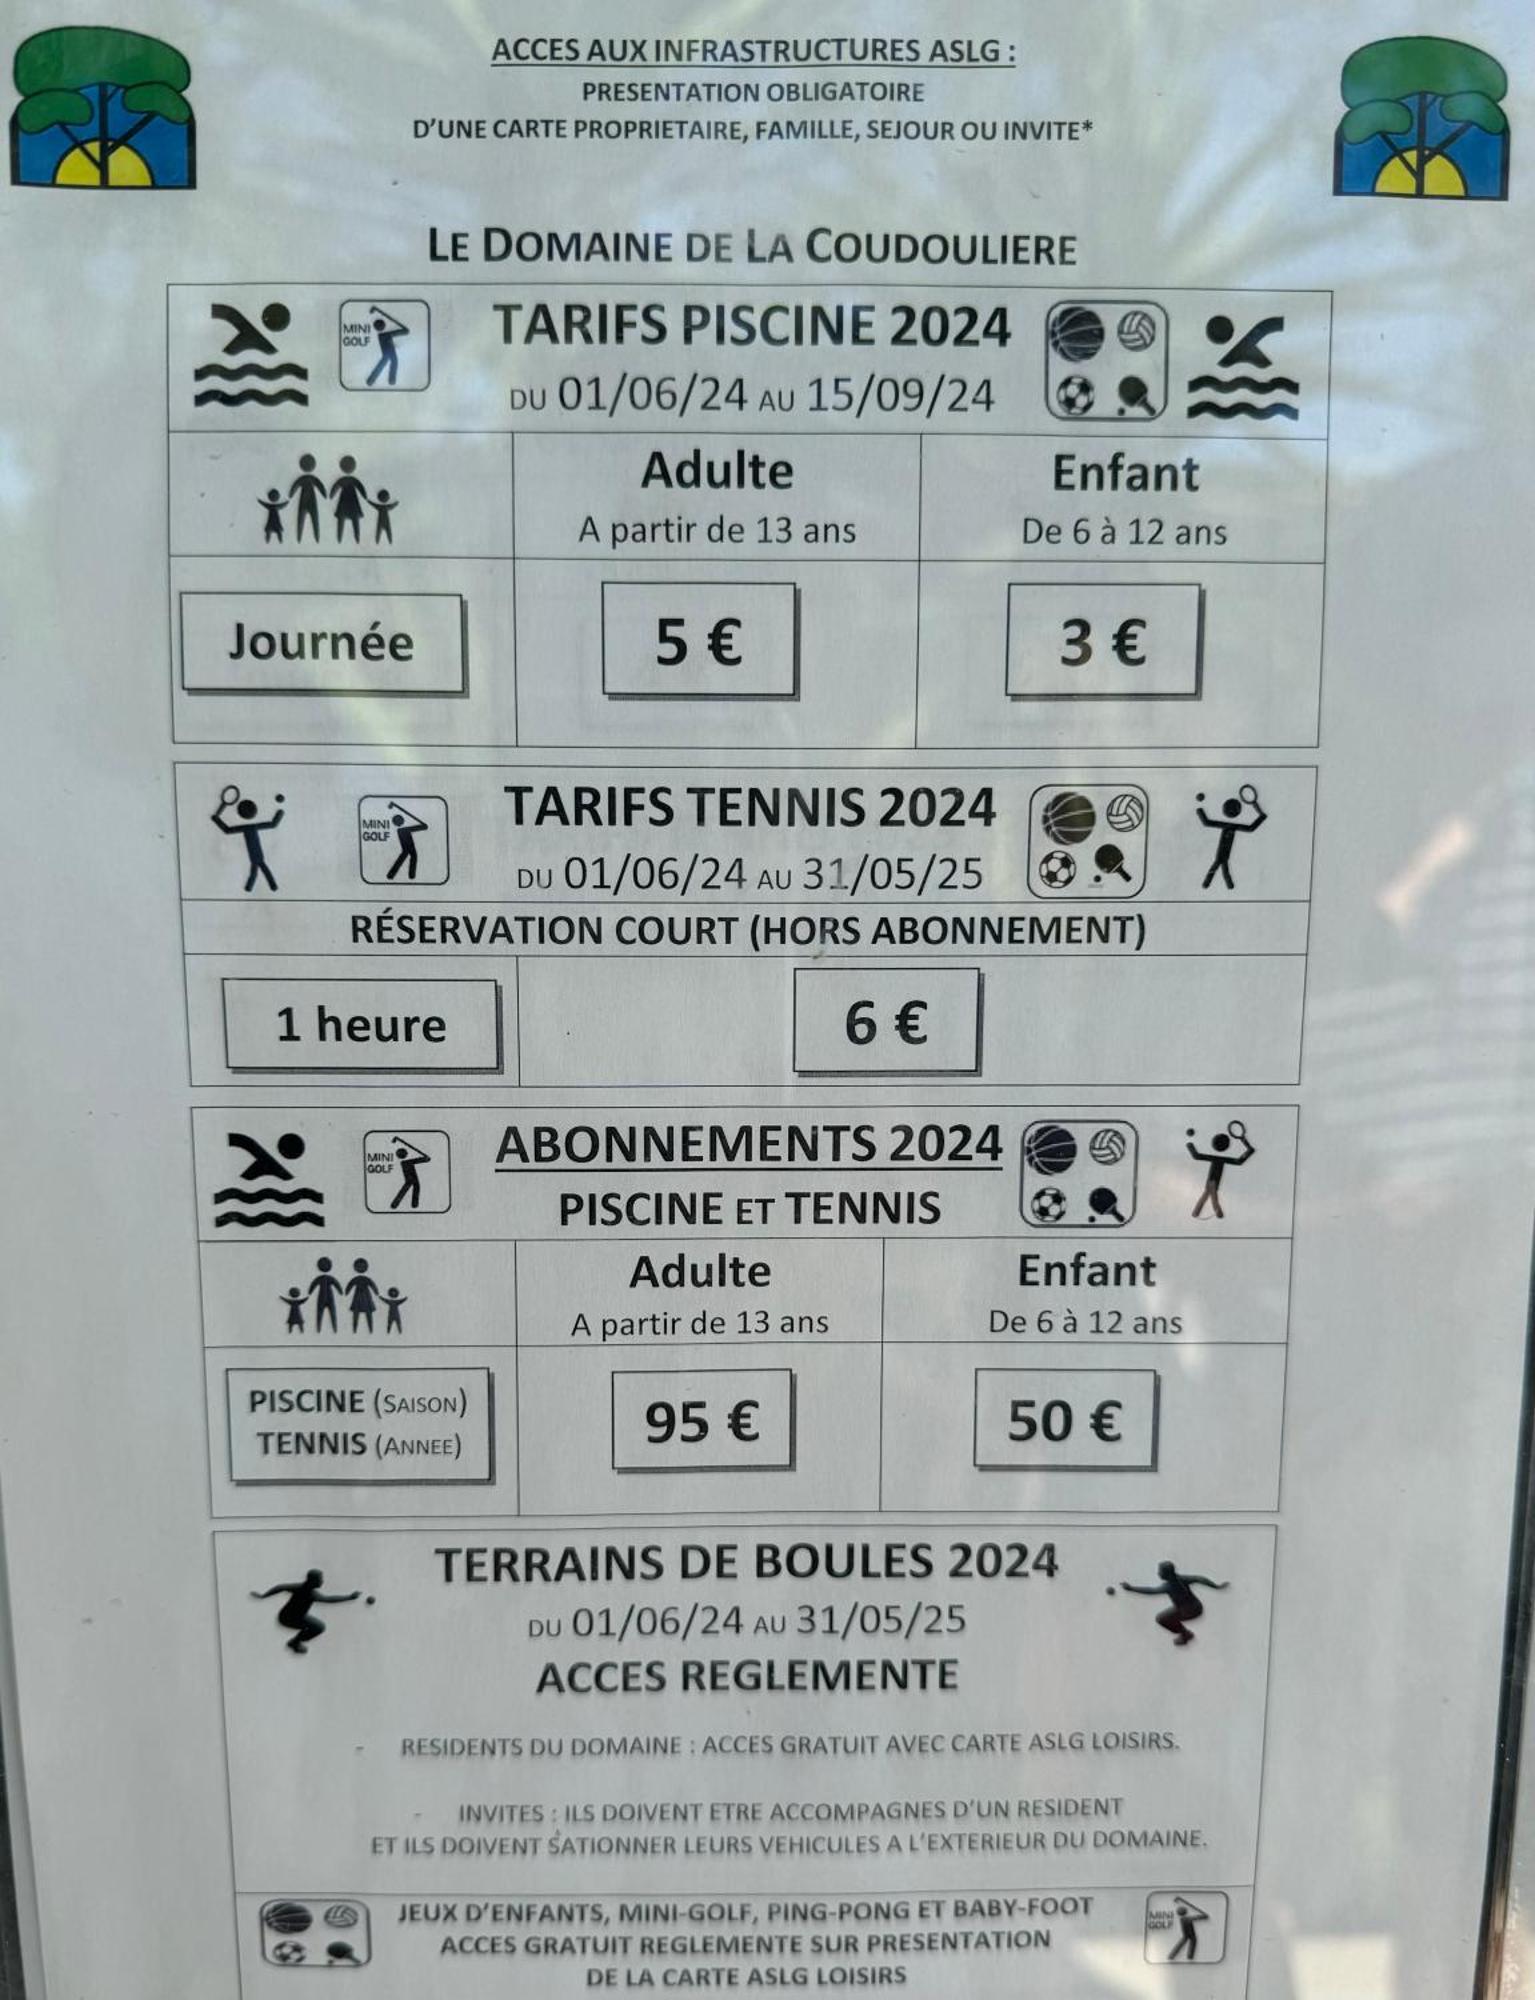 ACCES AUX INFRASTRUCTURES ASLG :
PRESENTATION OBLIGATOIRE
D'UNE CARTE PROPRIETAIRE, FAMILLE, SEJOUR OU INVITE*
LE DOMAINE DE LA COUDOULIERE
MINI GOLF
TARIFS PISCINE 2024
DU 01/06/24 AU 15/09/24
Adulte
A partir de 13 ans
Enfant
De 6 à 12 ans
Journée
5 €
3 €
MINI GOLF
TARIFS TENNIS 2024
DU 01/06/24 AU 31/05/25
RÉSERVATION COURT (HORS ABONNEMENT)
1 heure
6 €
MINI GOLF
ABONNEMENTS 2024
PISCINE ET TENNIS
Adulte
A partir de 13 ans
Enfant
De 6 à 12 ans
PISCINE (SAISON)
TENNIS (ANNEE)
95 €
50 €
TERRAINS DE BOULES 2024
DU 01/06/24 AU 31/05/25
ACCES REGLEMENTE
- RESIDENTS DU DOMAINE : ACCES GRATUIT AVEC CARTE ASLG LOISIRS.
- INVITES : ILS DOIVENT ETRE ACCOMPAGNES D'UN RESIDENT
ET ILS DOIVENT SATIONNER LEURS VEHICULES A L'EXTERIEUR DU DOMAINE.
JEUX D'ENFANTS, MINI-GOLF, PING-PONG ET BABY-FOOT
ACCES GRATUIT REGLEMENTE SUR PRESENTATION
DE LA CARTE ASLG LOISIRS
MINI GOLF